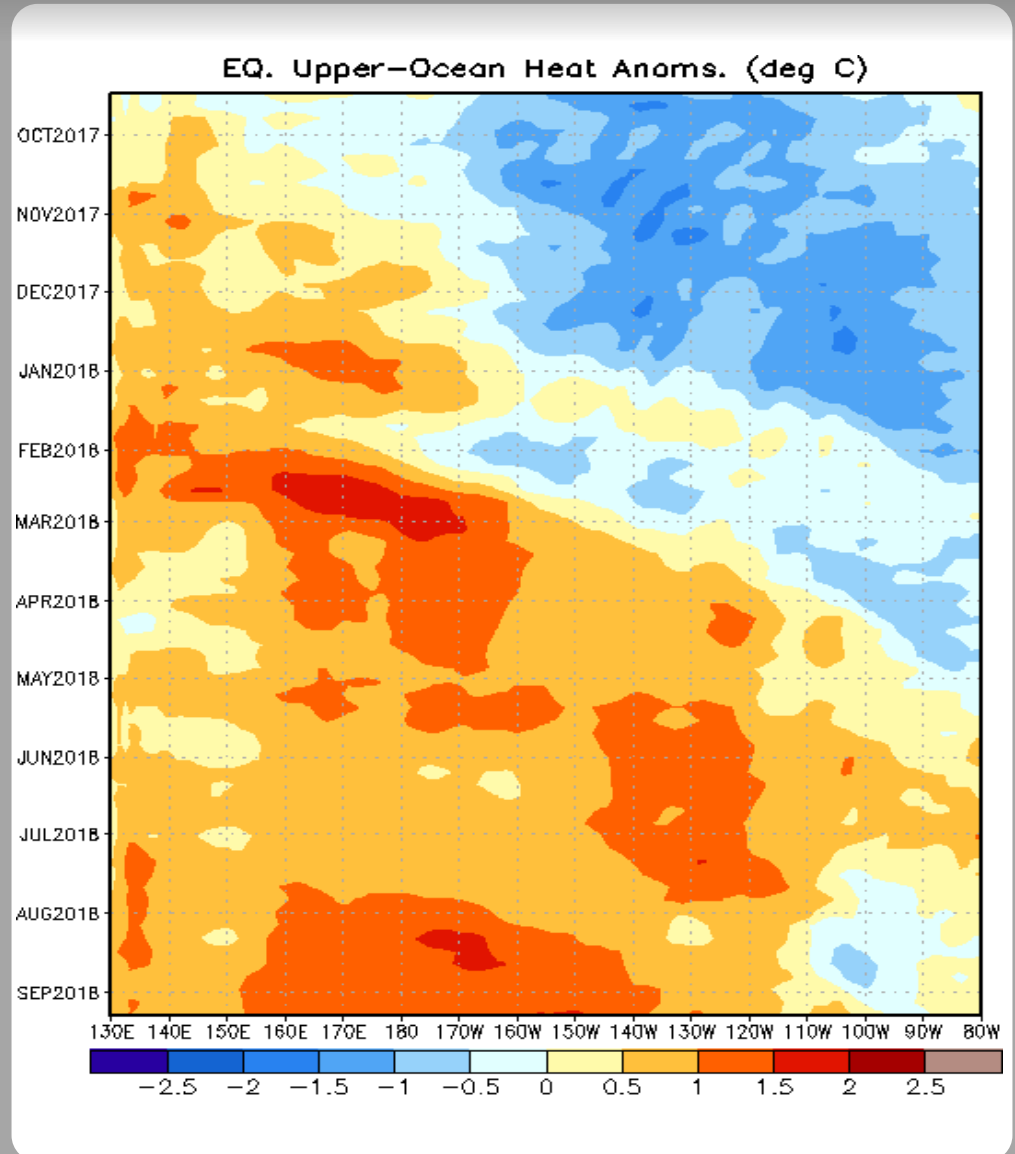 EQ. Upper-Ocean Heat Anoms. (deg C)
OCT2017
NOV2017
DEC2017
JAN2018
FEB2018
MAR2018
APR2018
MAY2018
JUN2018
JUL2018
AUG2018
SEP2018
130E 140E 150E 160E 170E 180 170W 160W 150W 140W 130W 120W 110W 100W 90W 80W
-2.5 -2 -1.5 -1 -0.5 0 0.5 1 1.5 2 2.5